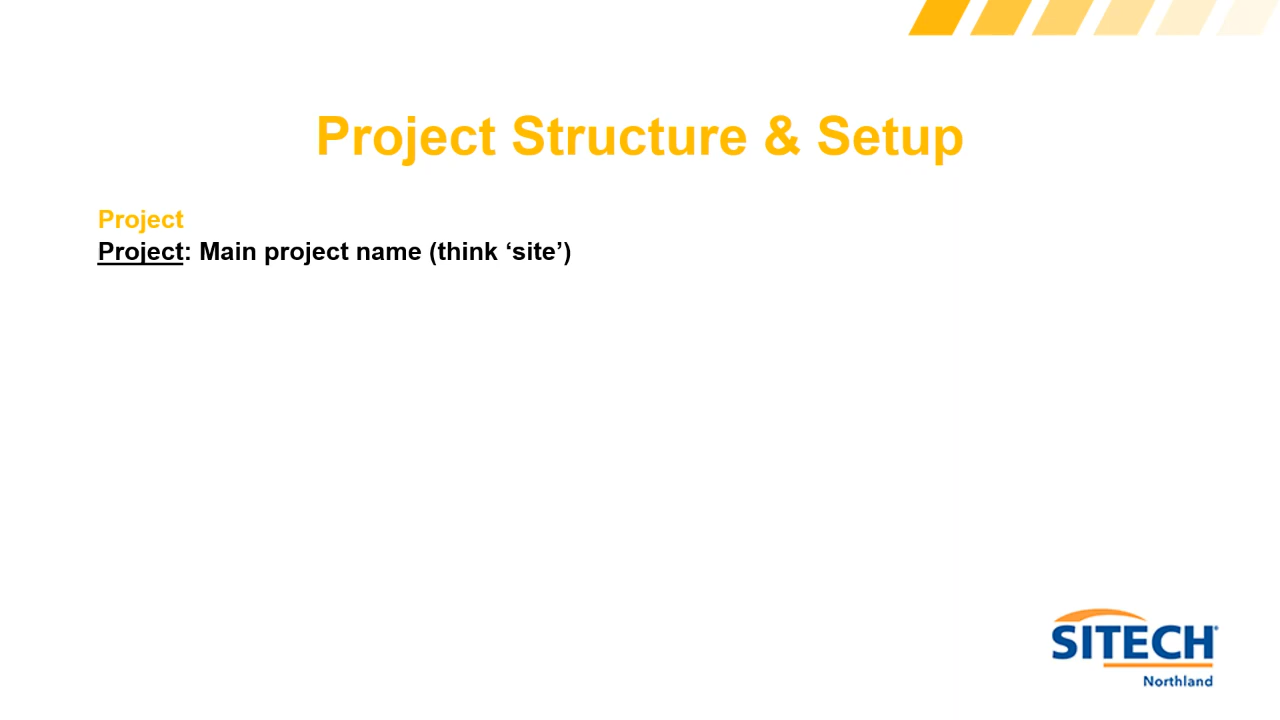 Project Structure & Setup
Project
Project: Main project name (think ‘site’)
SITECH®
Northland